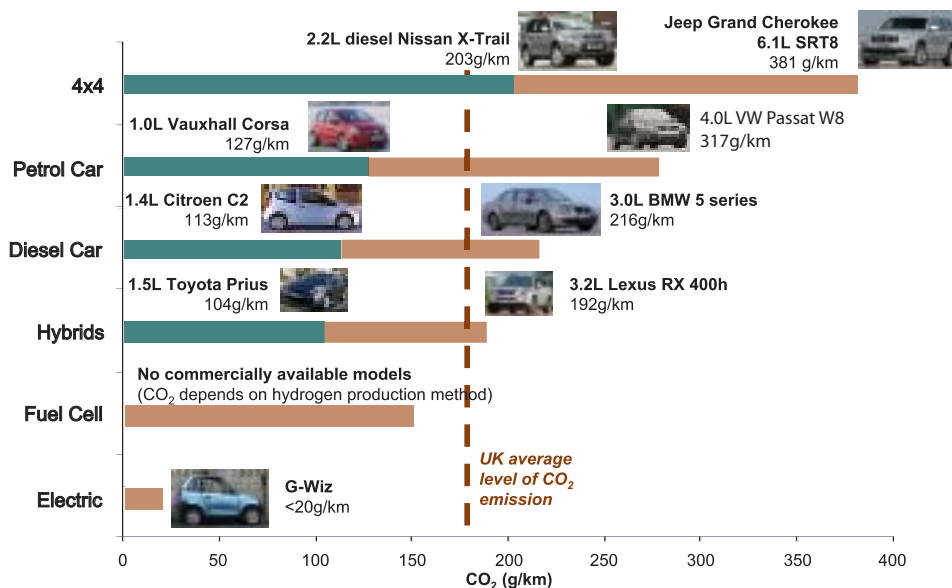 2.2L diesel Nissan X-Trail
203g/km
Jeep Grand Cherokee
6.1L SRT8
381 g/km
4x4
1.0L Vauxhall Corsa
127g/km
4.0L VW Passat W8
317g/km
Petrol Car
1.4L Citroen C2
113g/km
3.0L BMW 5 series
216g/km
Diesel Car
1.5L Toyota Prius
104g/km
3.2L Lexus RX 400h
192g/km
Hybrids
No commercially available models
(CO₂ depends on hydrogen production method)
Fuel Cell
UK average
level of CO₂
emission
G-Wiz
<20g/km
Electric
0 50 100 150 200 250 300 350 400
CO₂ (g/km)